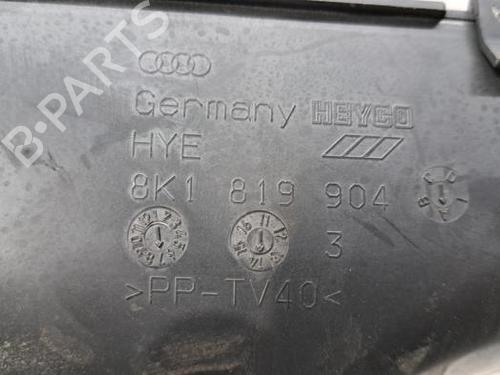 Germany HEYCO
HYE
8K1 819 904
3
>PP-TV40<
B-PARTS